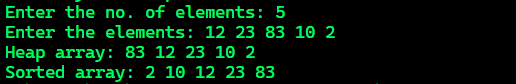 Enter the no. of elements: 5
Enter the elements: 12 23 83 10 2
Heap array: 83 12 23 10 2
Sorted array: 2 10 12 23 83